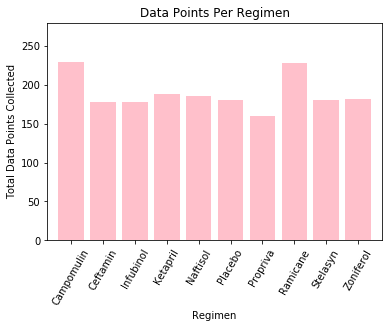 Data Points Per Regimen
Total Data Points Collected
250
200
150
100
50
0
Campomulin
Ceftamin
Infubinol
Ketapril
Naftisol
Placebo
Propriva
Ramicane
Stelasyn
Zoniferol
Regimen